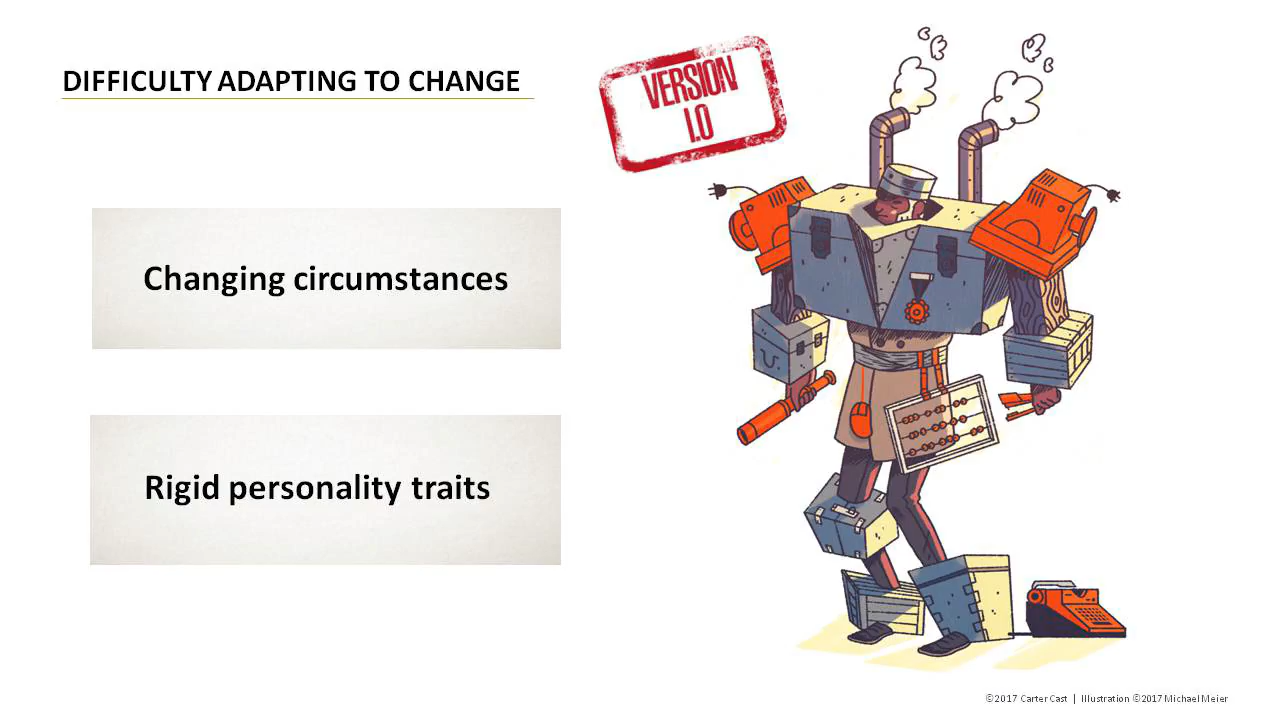 DIFFICULTY ADAPTING TO CHANGE
VERSION
1.0
Changing circumstances
Rigid personality traits
©2017 Carter Cast | Illustration ©2017 Michael Meier